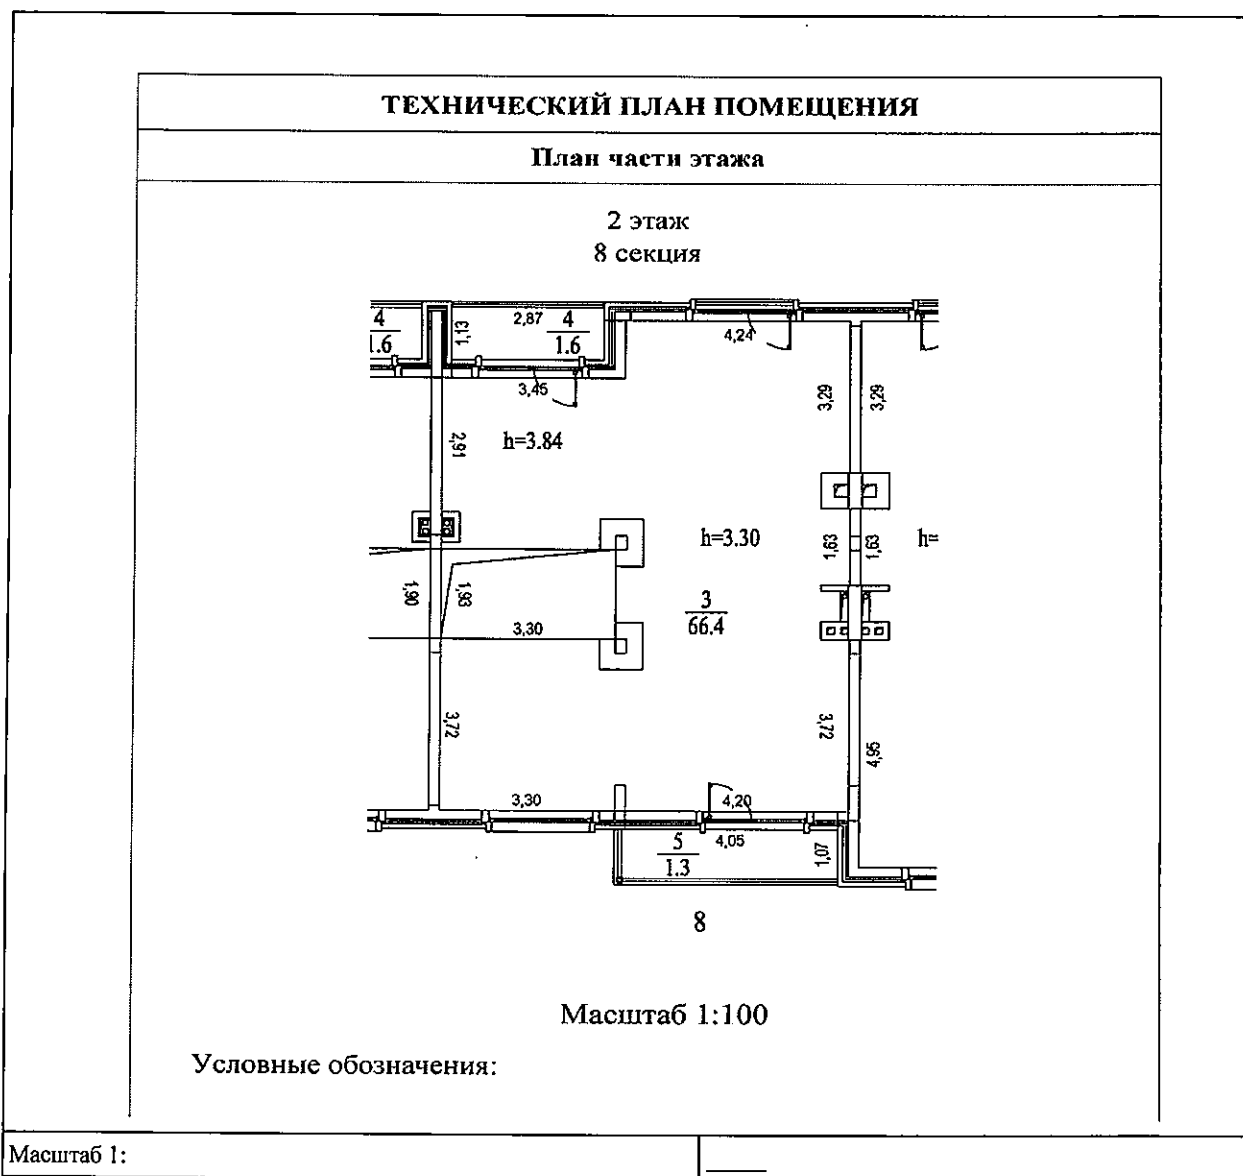 ТЕХНИЧЕСКИЙ ПЛАН ПОМЕЩЕНИЯ
План части этажа
2 этаж
8 секция
4
1.6
1,13
2,87
4
1.6
4,24
3,45
3,29
3,29
2,91
h=3.84
h=3.30
1,63
1,63
h=
1,90
1,93
3
66.4
3,30
3,72
3,72
4,95
3,30
4,20
5
1.3
4,05
1,07
8
Масштаб 1:100
Условные обозначения:
Масштаб 1: